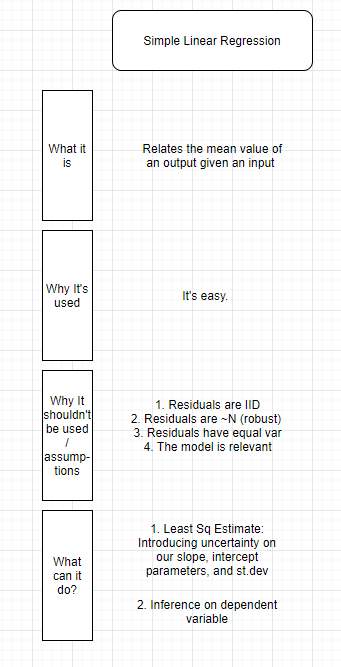 Simple Linear Regression
What it
is
Relates the mean value of
an output given an input
Why It's
used
It's easy.
Why It
shouldn't
be used
/
assump-
tions
1. Residuals are IID
2. Residuals are ~N (robust)
3. Residuals have equal var
4. The model is relevant
What
can it
do?
1. Least Sq Estimate:
Introducing uncertainty on
our slope, intercept
parameters, and st.dev
2. Inference on dependent
variable